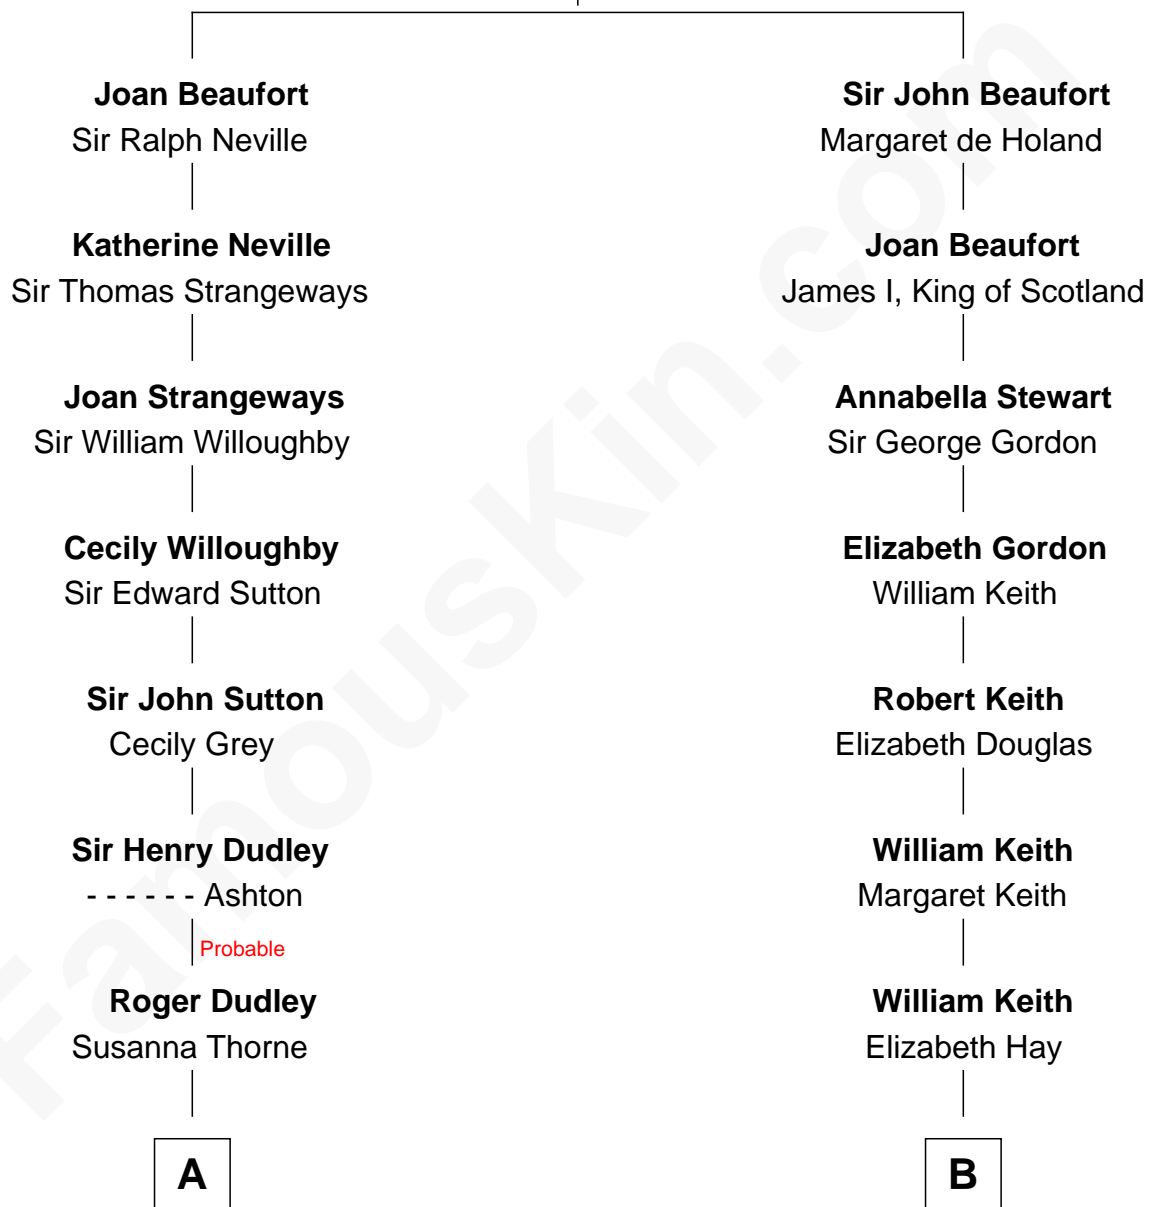 Joan Beaufort
Sir Ralph Neville
Katherine Neville
Sir Thomas Strangeways
Joan Strangeways
Sir William Willoughby
Cecily Willoughby
Sir Edward Sutton
Sir John Sutton
Cecily Grey
Sir Henry Dudley
- - - - - - Ashton
Probable
Roger Dudley
Susanna Thorne
A
Sir John Beaufort
Margaret de Holand
Joan Beaufort
James I, King of Scotland
Annabella Stewart
Sir George Gordon
Elizabeth Gordon
William Keith
Robert Keith
Elizabeth Douglas
William Keith
Margaret Keith
William Keith
Elizabeth Hay
B
FamousKin.com